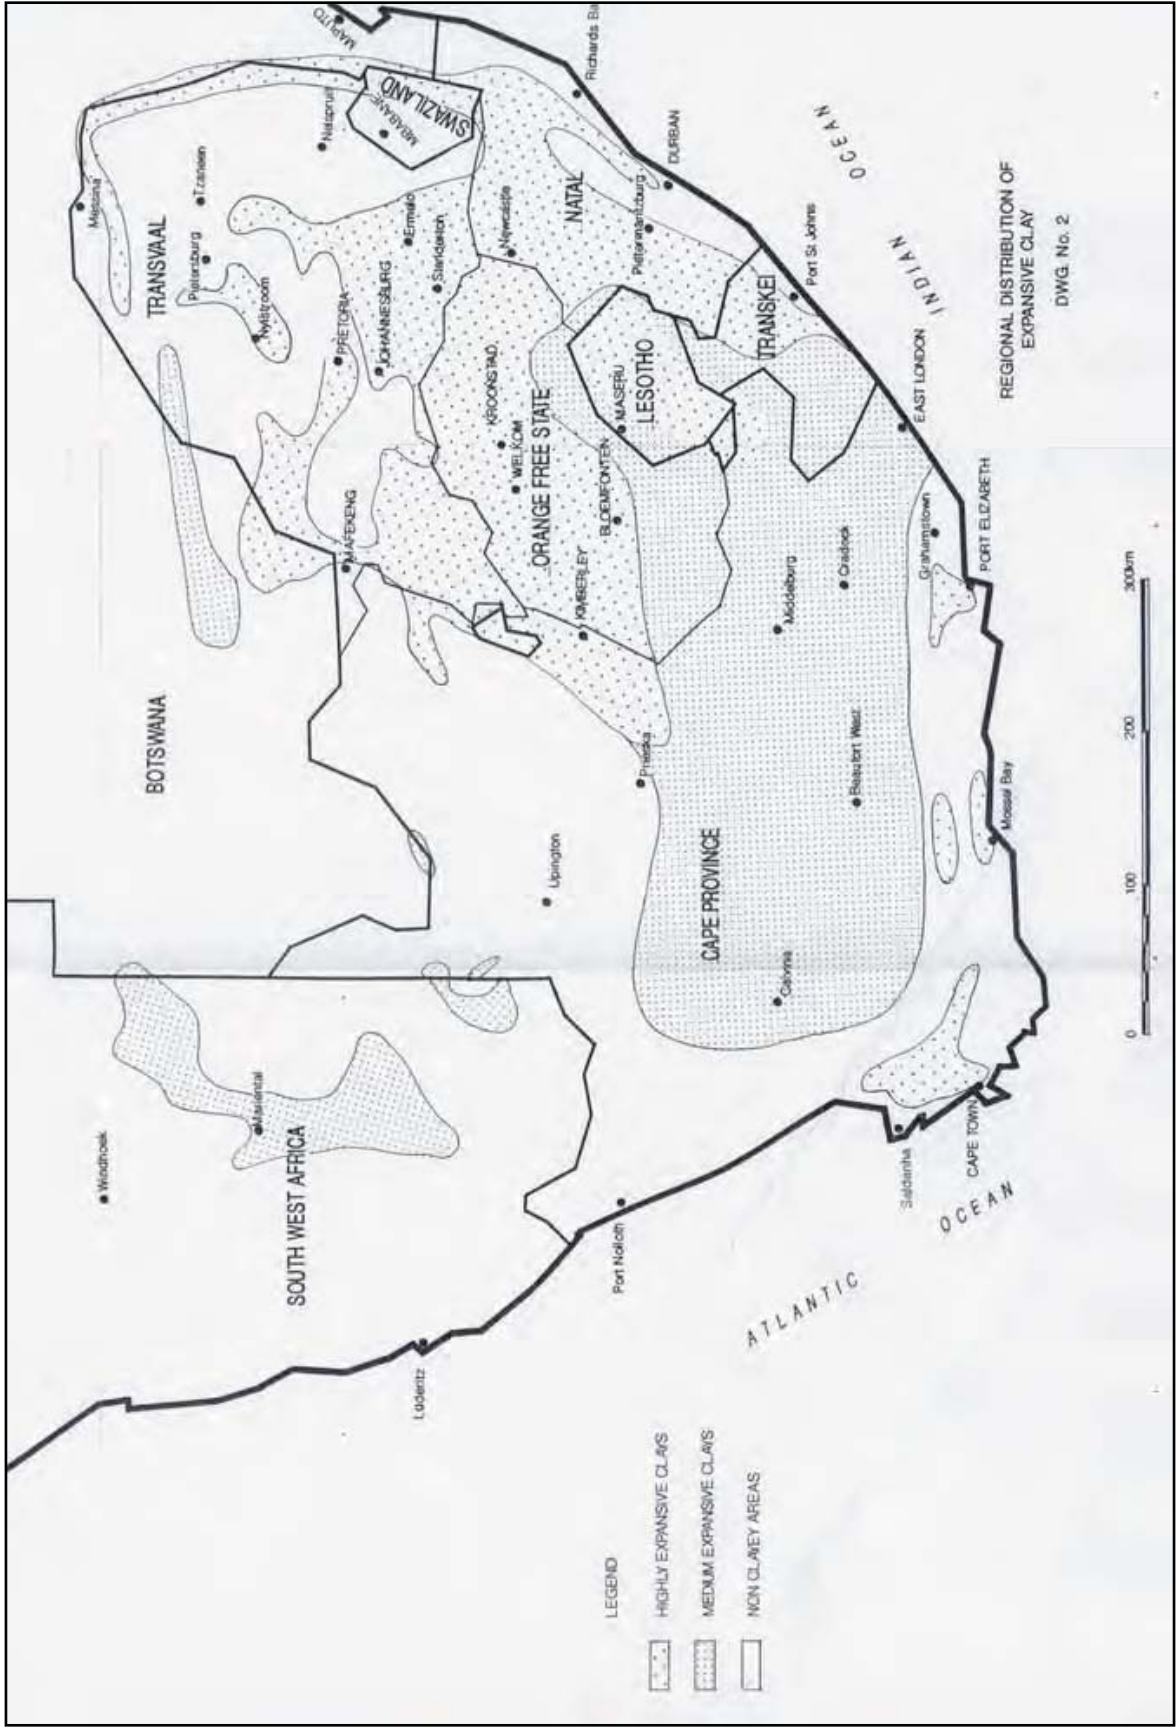 SOUTH WEST AFRICA
Windhoek
Mariental
Lüderitz
BOTSWANA
TRANSVAAL
Messina
Pietersburg
Tzaneen
Nylstroom
Nelspruit
MAPUTO
SWAZILAND
MBABANE
PRETORIA
JOHANNESBURG
Ermelo
Standerton
MAFEKENG
ORANGE FREE STATE
KROONSTAD
WELKOM
BLOEMFONTEIN
KIMBERLEY
LESOTHO
MASERU
NATAL
Newcastle
Pietermaritzburg
Richards Ba
DURBAN
TRANSKEI
Port St Johns
CAPE PROVINCE
Upington
Prieska
Port Nolloth
Calvinia
Beaufort West
Middelburg
Cradock
Grahamstown
EAST LONDON
PORT ELIZABETH
Mossel Bay
Saldanha
CAPE TOWN
ATLANTIC OCEAN
INDIAN OCEAN
LEGEND
HIGHLY EXPANSIVE CLAYS
MEDIUM EXPANSIVE CLAYS
NON CLAYEY AREAS
0 100 200 300km
REGIONAL DISTRIBUTION OF
EXPANSIVE CLAY
DWG No. 2